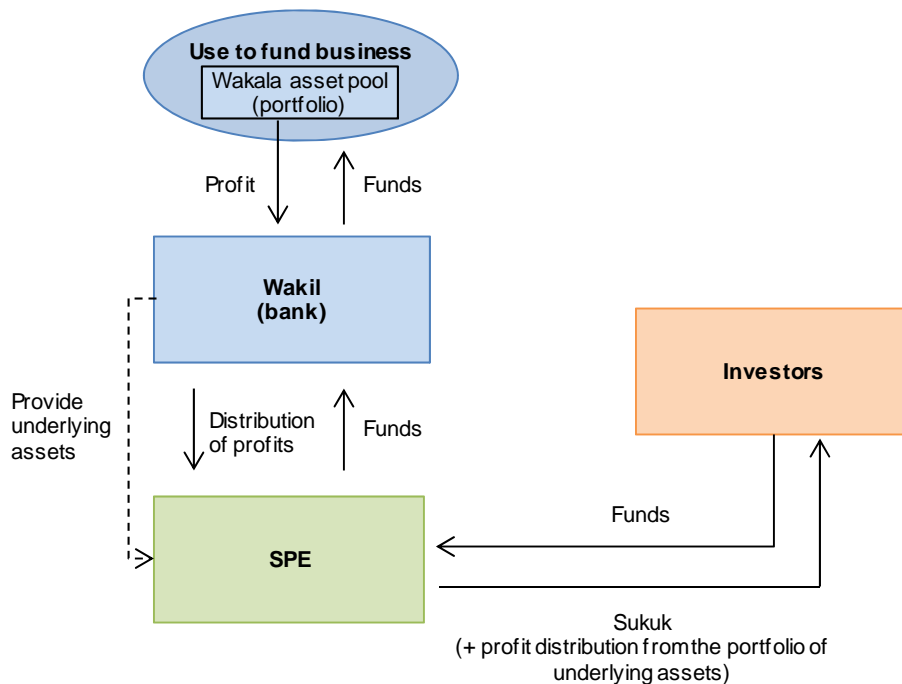 Use to fund business
Wakala asset pool
(portfolio)
Profit
Funds
Wakil
(bank)
Investors
Provide
underlying
assets
Distribution
of profits
Funds
Funds
SPE
Sukuk
(+ profit distribution from the portfolio of
underlying assets)